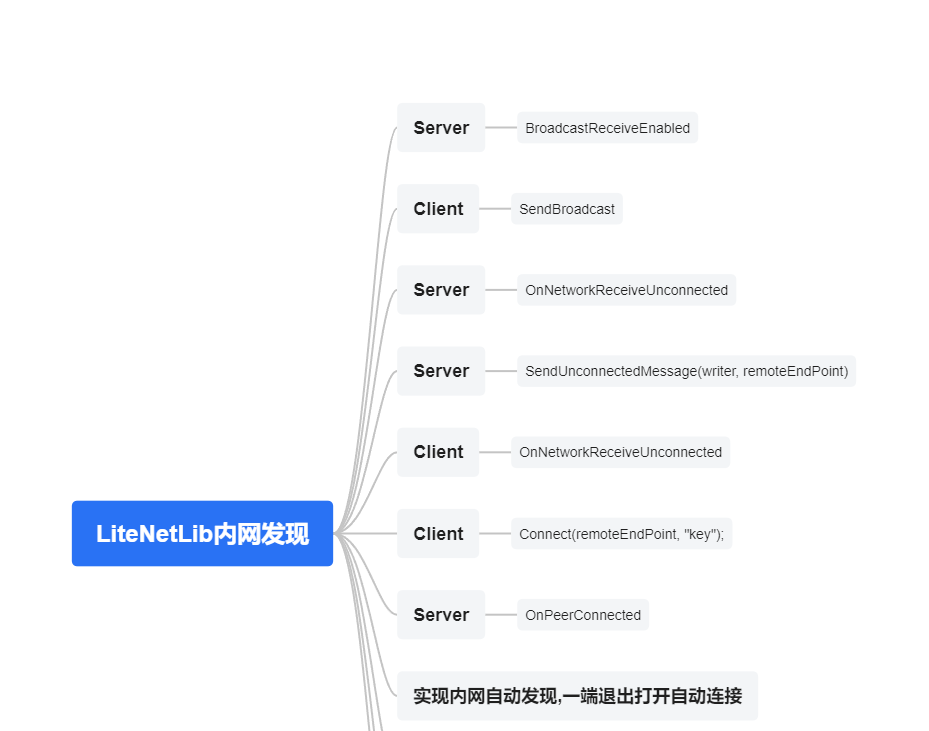 Server
BroadcastReceiveEnabled
Client
SendBroadcast
Server
OnNetworkReceiveUnconnected
Server
SendUnconnectedMessage(writer, remoteEndPoint)
Client
OnNetworkReceiveUnconnected
LiteNetLib内网发现
Client
Connect(remoteEndPoint, "key");
Server
OnPeerConnected
实现内网自动发现,一端退出打开自动连接